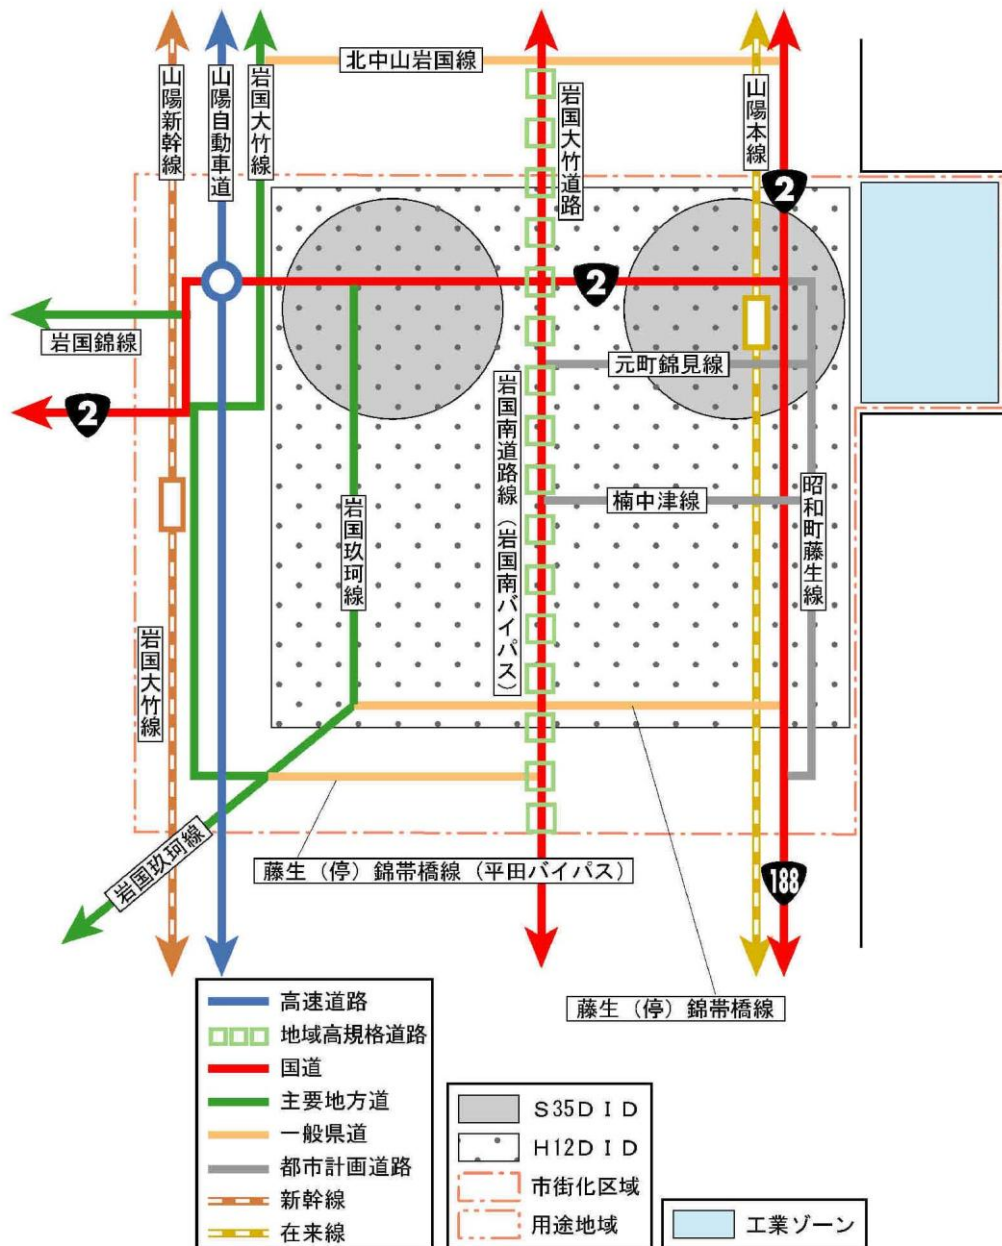 北中山岩国線
山陽新幹線
山陽自動車道
岩国大竹線
岩国大竹道路
山陽本線
2
2
岩国錦線
2
元町錦見線
岩国南道路線（岩国南バイパス）
楠中津線
昭和町藤生線
岩国玖珂線
岩国大竹線
岩国玖珂線
藤生（停）錦帯橋線（平田バイパス）
188
藤生（停）錦帯橋線
高速道路
地域高規格道路
国道
主要地方道
一般県道
都市計画道路
新幹線
在来線
S35DID
H12DID
市街化区域
用途地域
工業ゾーン